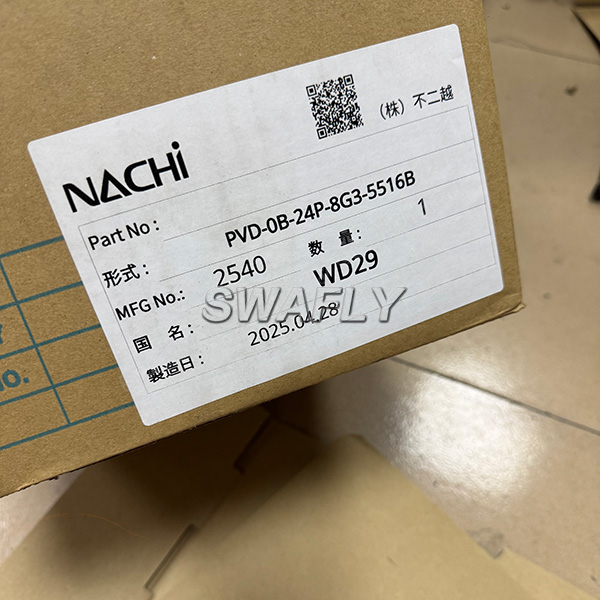 NACHi
(株) 不二越
Part No :
形式 : PVD-0B-24P-8G3-5516B
MFG No.: 2540 数 量 : 1
国 名 : WD29
製造日 : 2025.04.28
SWAFLY
Y
NO.